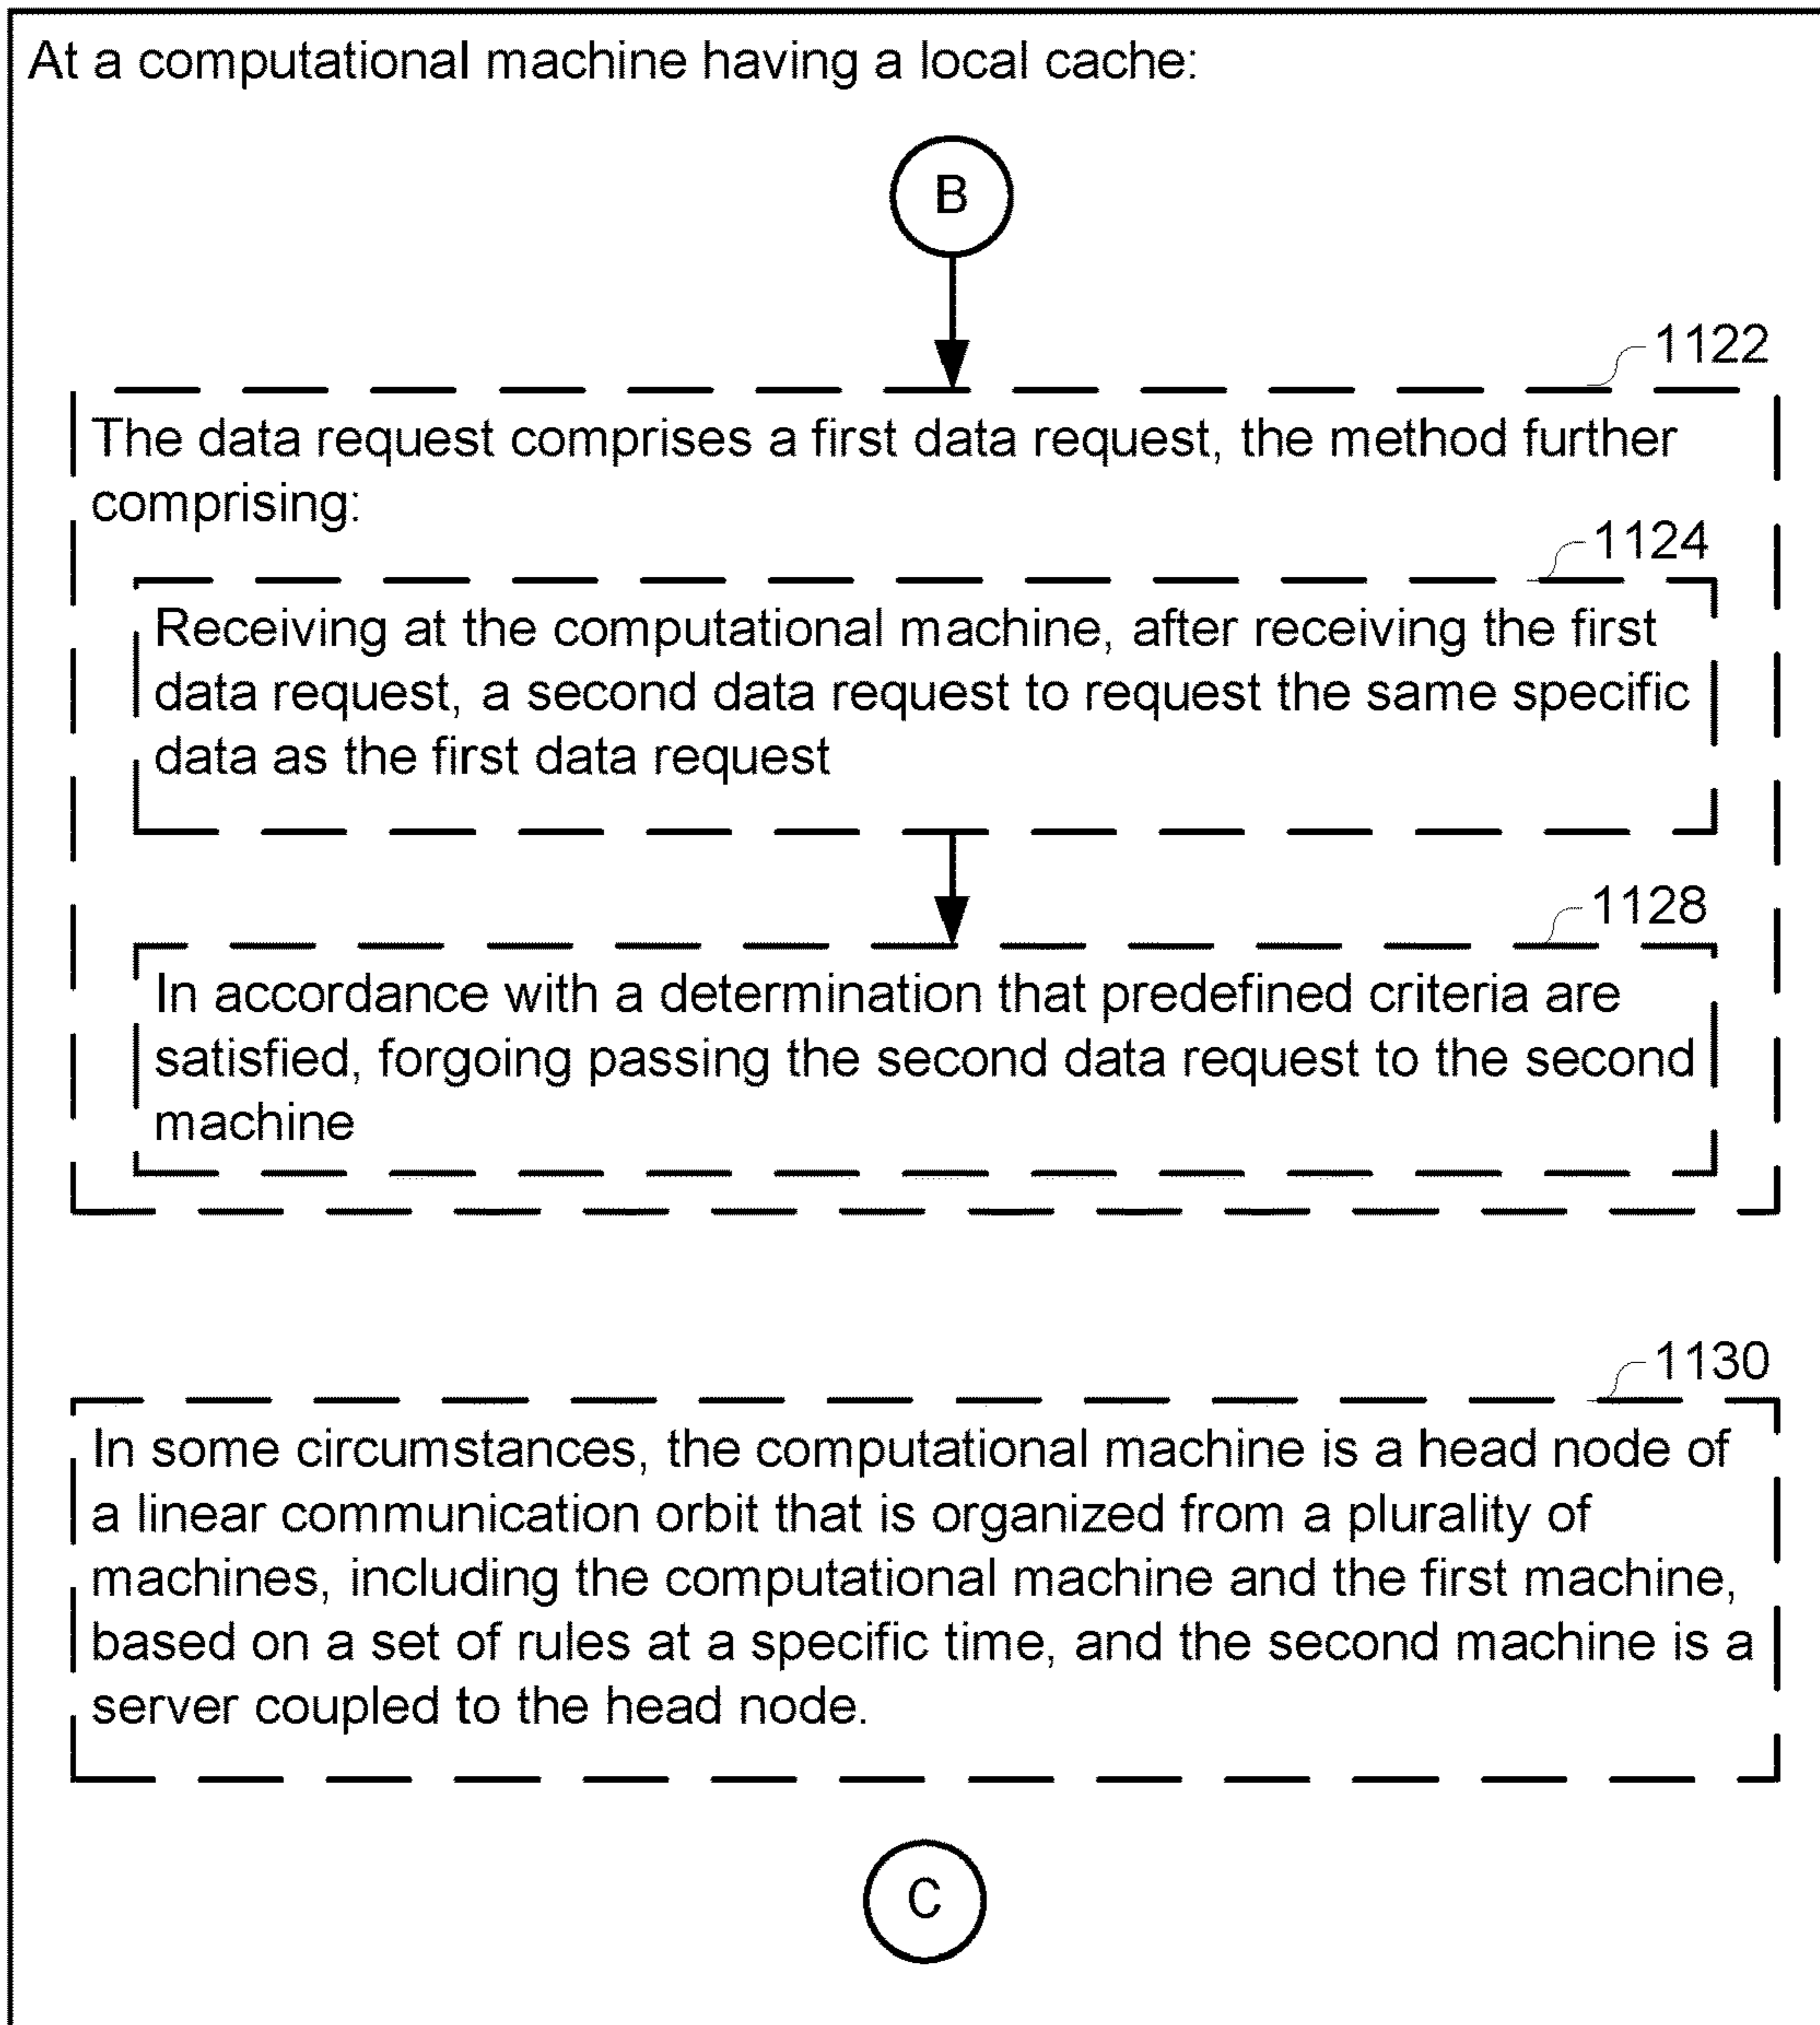 At a computational machine having a local cache:
B
1122
The data request comprises a first data request, the method further
comprising:
1124
Receiving at the computational machine, after receiving the first
data request, a second data request to request the same specific
data as the first data request
1128
In accordance with a determination that predefined criteria are
satisfied, forgoing passing the second data request to the second
machine
1130
In some circumstances, the computational machine is a head node of
a linear communication orbit that is organized from a plurality of
machines, including the computational machine and the first machine,
based on a set of rules at a specific time, and the second machine is a
server coupled to the head node.
C